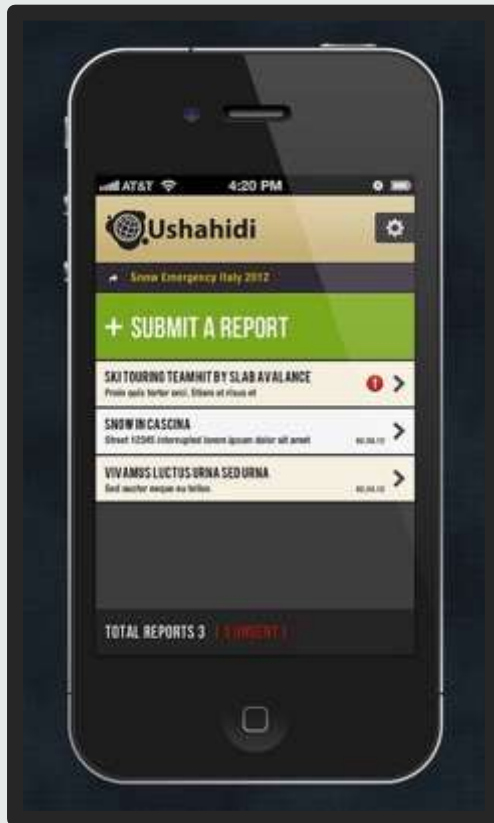 AT&T 4:20 PM
Ushahidi
Snow Emergency Italy 2012
+ SUBMIT A REPORT
SKI TOURING TEAM HIT BY SLAB AVALANCE
Proin quis tortor orci. Etiam at risus et
!
SNOW IN CASCINA
Street 12345 interrupted lorem ipsum dolor sit amet
VIVAMUS LUCTUS URNA SED URNA
Sed auctor neque eu tellus
TOTAL REPORTS 3 ( 1 URGENT )